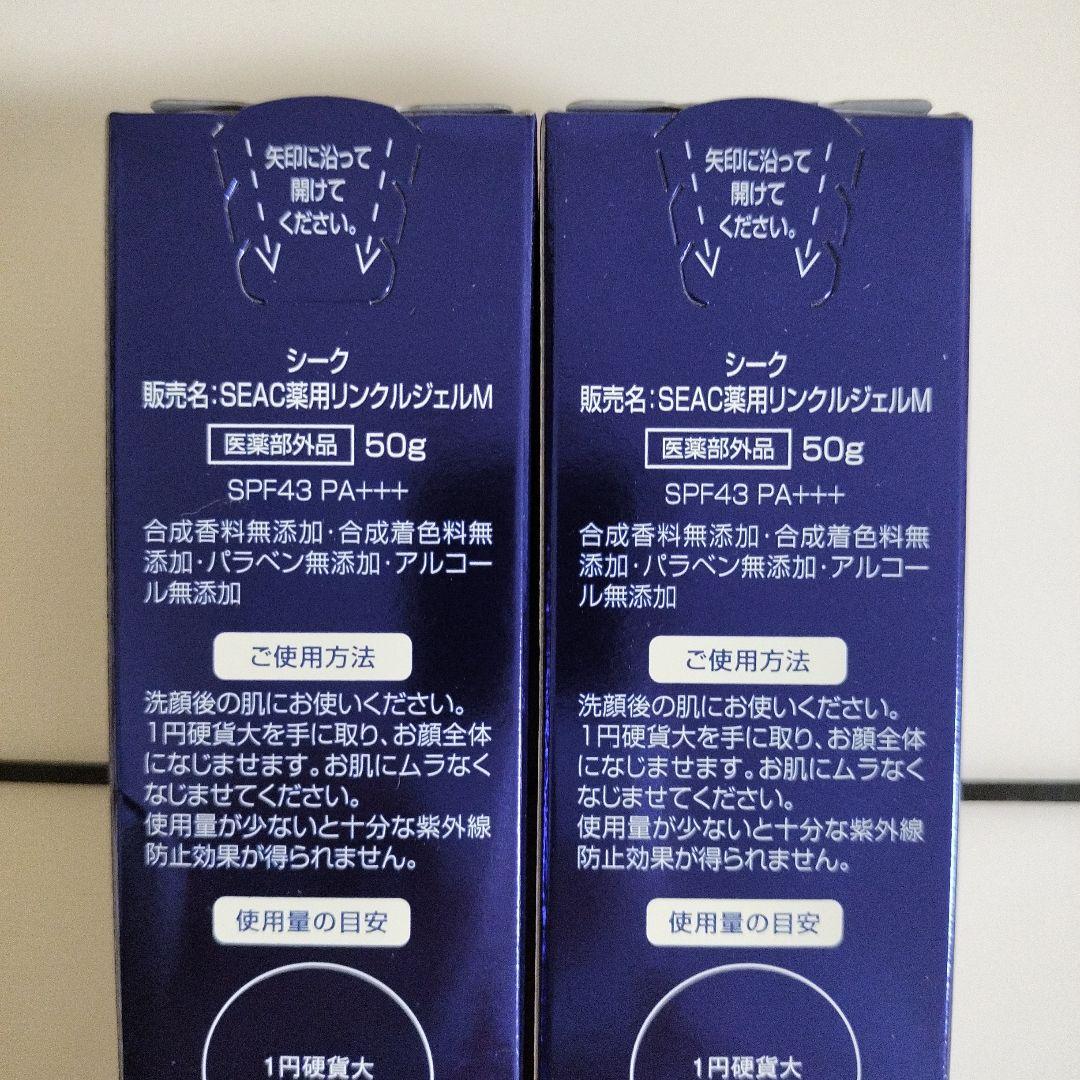 矢印に沿って
開けて
ください。
シーク
販売名:SEAC薬用リンクルジェルM
医薬部外品 50g
SPF43 PA+++
合成香料無添加・合成着色料無
添加・パラベン無添加・アルコー
ル無添加
ご使用方法
洗顔後の肌にお使いください。
1円硬貨大を手に取り、お顔全体
になじませます。お肌にムラなく
なじませてください。
使用量が少ないと十分な紫外線
防止効果が得られません。
使用量の目安
1円硬貨大
矢印に沿って
開けて
ください。
シーク
販売名:SEAC薬用リンクルジェルM
医薬部外品 50g
SPF43 PA+++
合成香料無添加・合成着色料無
添加・パラベン無添加・アルコー
ル無添加
ご使用方法
洗顔後の肌にお使いください。
1円硬貨大を手に取り、お顔全体
になじませます。お肌にムラなく
なじませてください。
使用量が少ないと十分な紫外線
防止効果が得られません。
使用量の目安
1円硬貨大